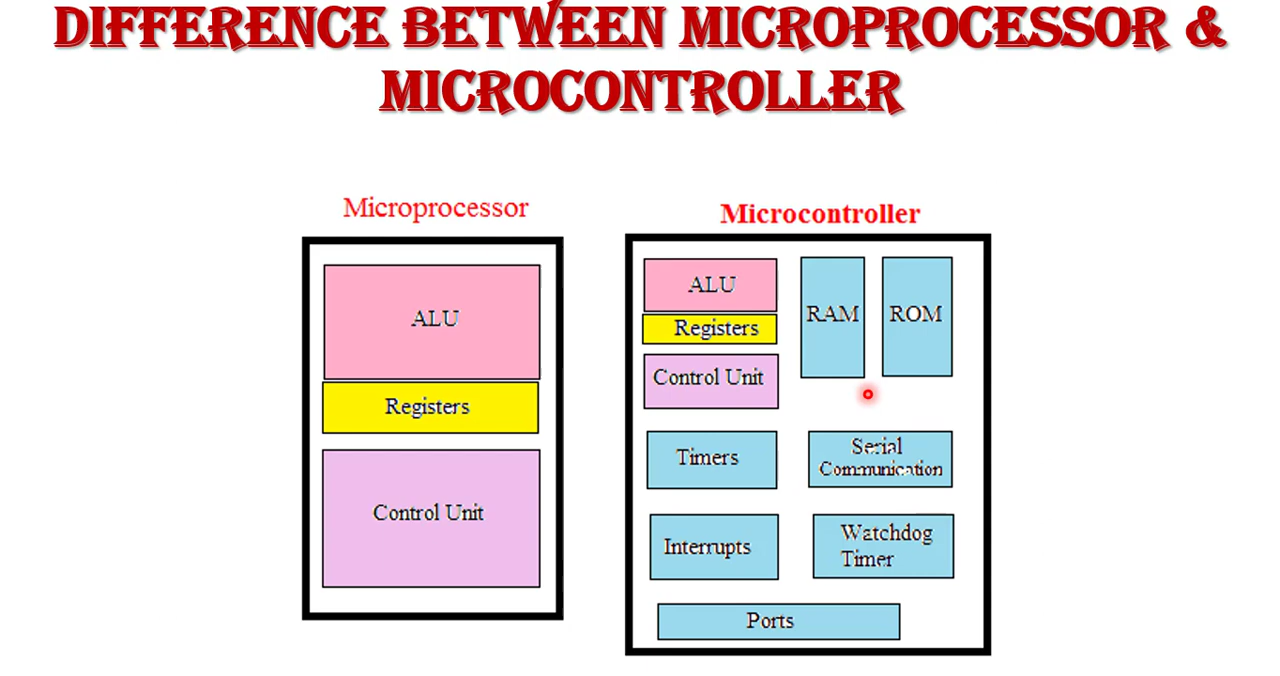 DIFFERENCE BETWEEN MICROPROCESSOR &
MICROCONTROLLER
Microprocessor
ALU
Registers
Control Unit
Microcontroller
ALU
Registers
Control Unit
RAM
ROM
Timers
Serial
Communication
Interrupts
Watchdog
Timer
Ports